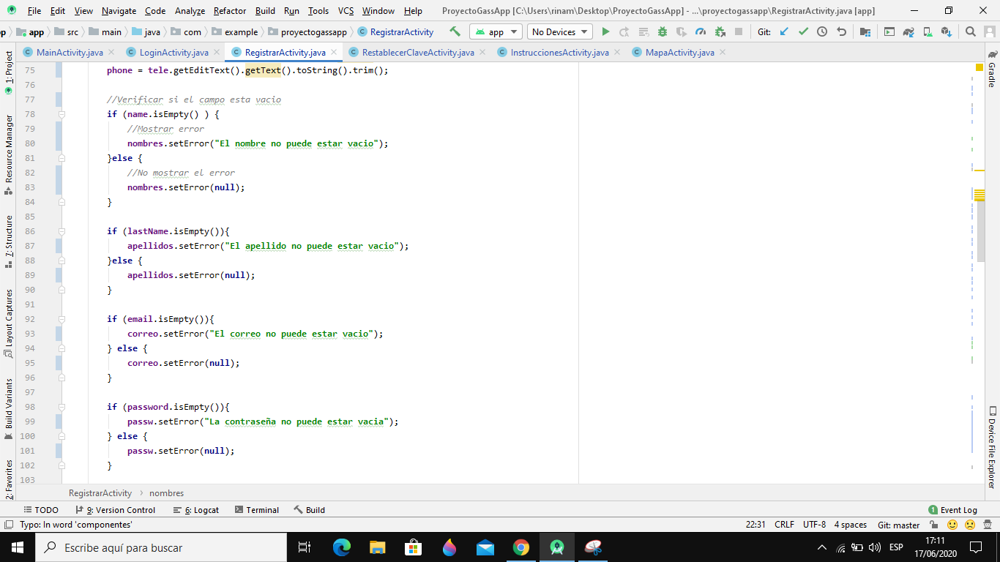 File Edit View Navigate Code Analyze Refactor Build Run Tools VCS Window Help ProyectoGassApp [C:\Users\rinam\Desktop\ProyectoGassApp] - ...\proyectogassapp\RegistrarActivity.java [app]
app src main java com example proyectogassapp RegistrarActivity app No Devices Git:
MainActivity.java LoginActivity.java RegistrarActivity.java RestablecerClaveActivity.java InstruccionesActivity.java MapaActivity.java
75 phone = tele.getEditText().getText().toString().trim();
76
77 //Verificar si el campo esta vacio
78 if (name.isEmpty() ) {
79 //Mostrar error
80 nombres.setError("El nombre no puede estar vacio");
81 }else {
82 //No mostrar el error
83 nombres.setError(null);
84 }
85
86 if (lastName.isEmpty()){
87 apellidos.setError("El apellido no puede estar vacio");
88 }else {
89 apellidos.setError(null);
90 }
91
92 if (email.isEmpty()){
93 correo.setError("El correo no puede estar vacio");
94 } else {
95 correo.setError(null);
96 }
97
98 if (password.isEmpty()){
99 passw.setError("La contraseña no puede estar vacia");
100 } else {
101 passw.setError(null);
102 }
103
1: Project
Resource Manager
7: Structure
Layout Captures
Build Variants
2: Favorites
Gradle
Device File Explorer
RegistrarActivity nombres
TODO 9: Version Control 6: Logcat Terminal Build 1 Event Log
Typo: In word 'componentes' 22:31 CRLF UTF-8 4 spaces Git: master
Escribe aquí para buscar ESP 17:11
17/06/2020